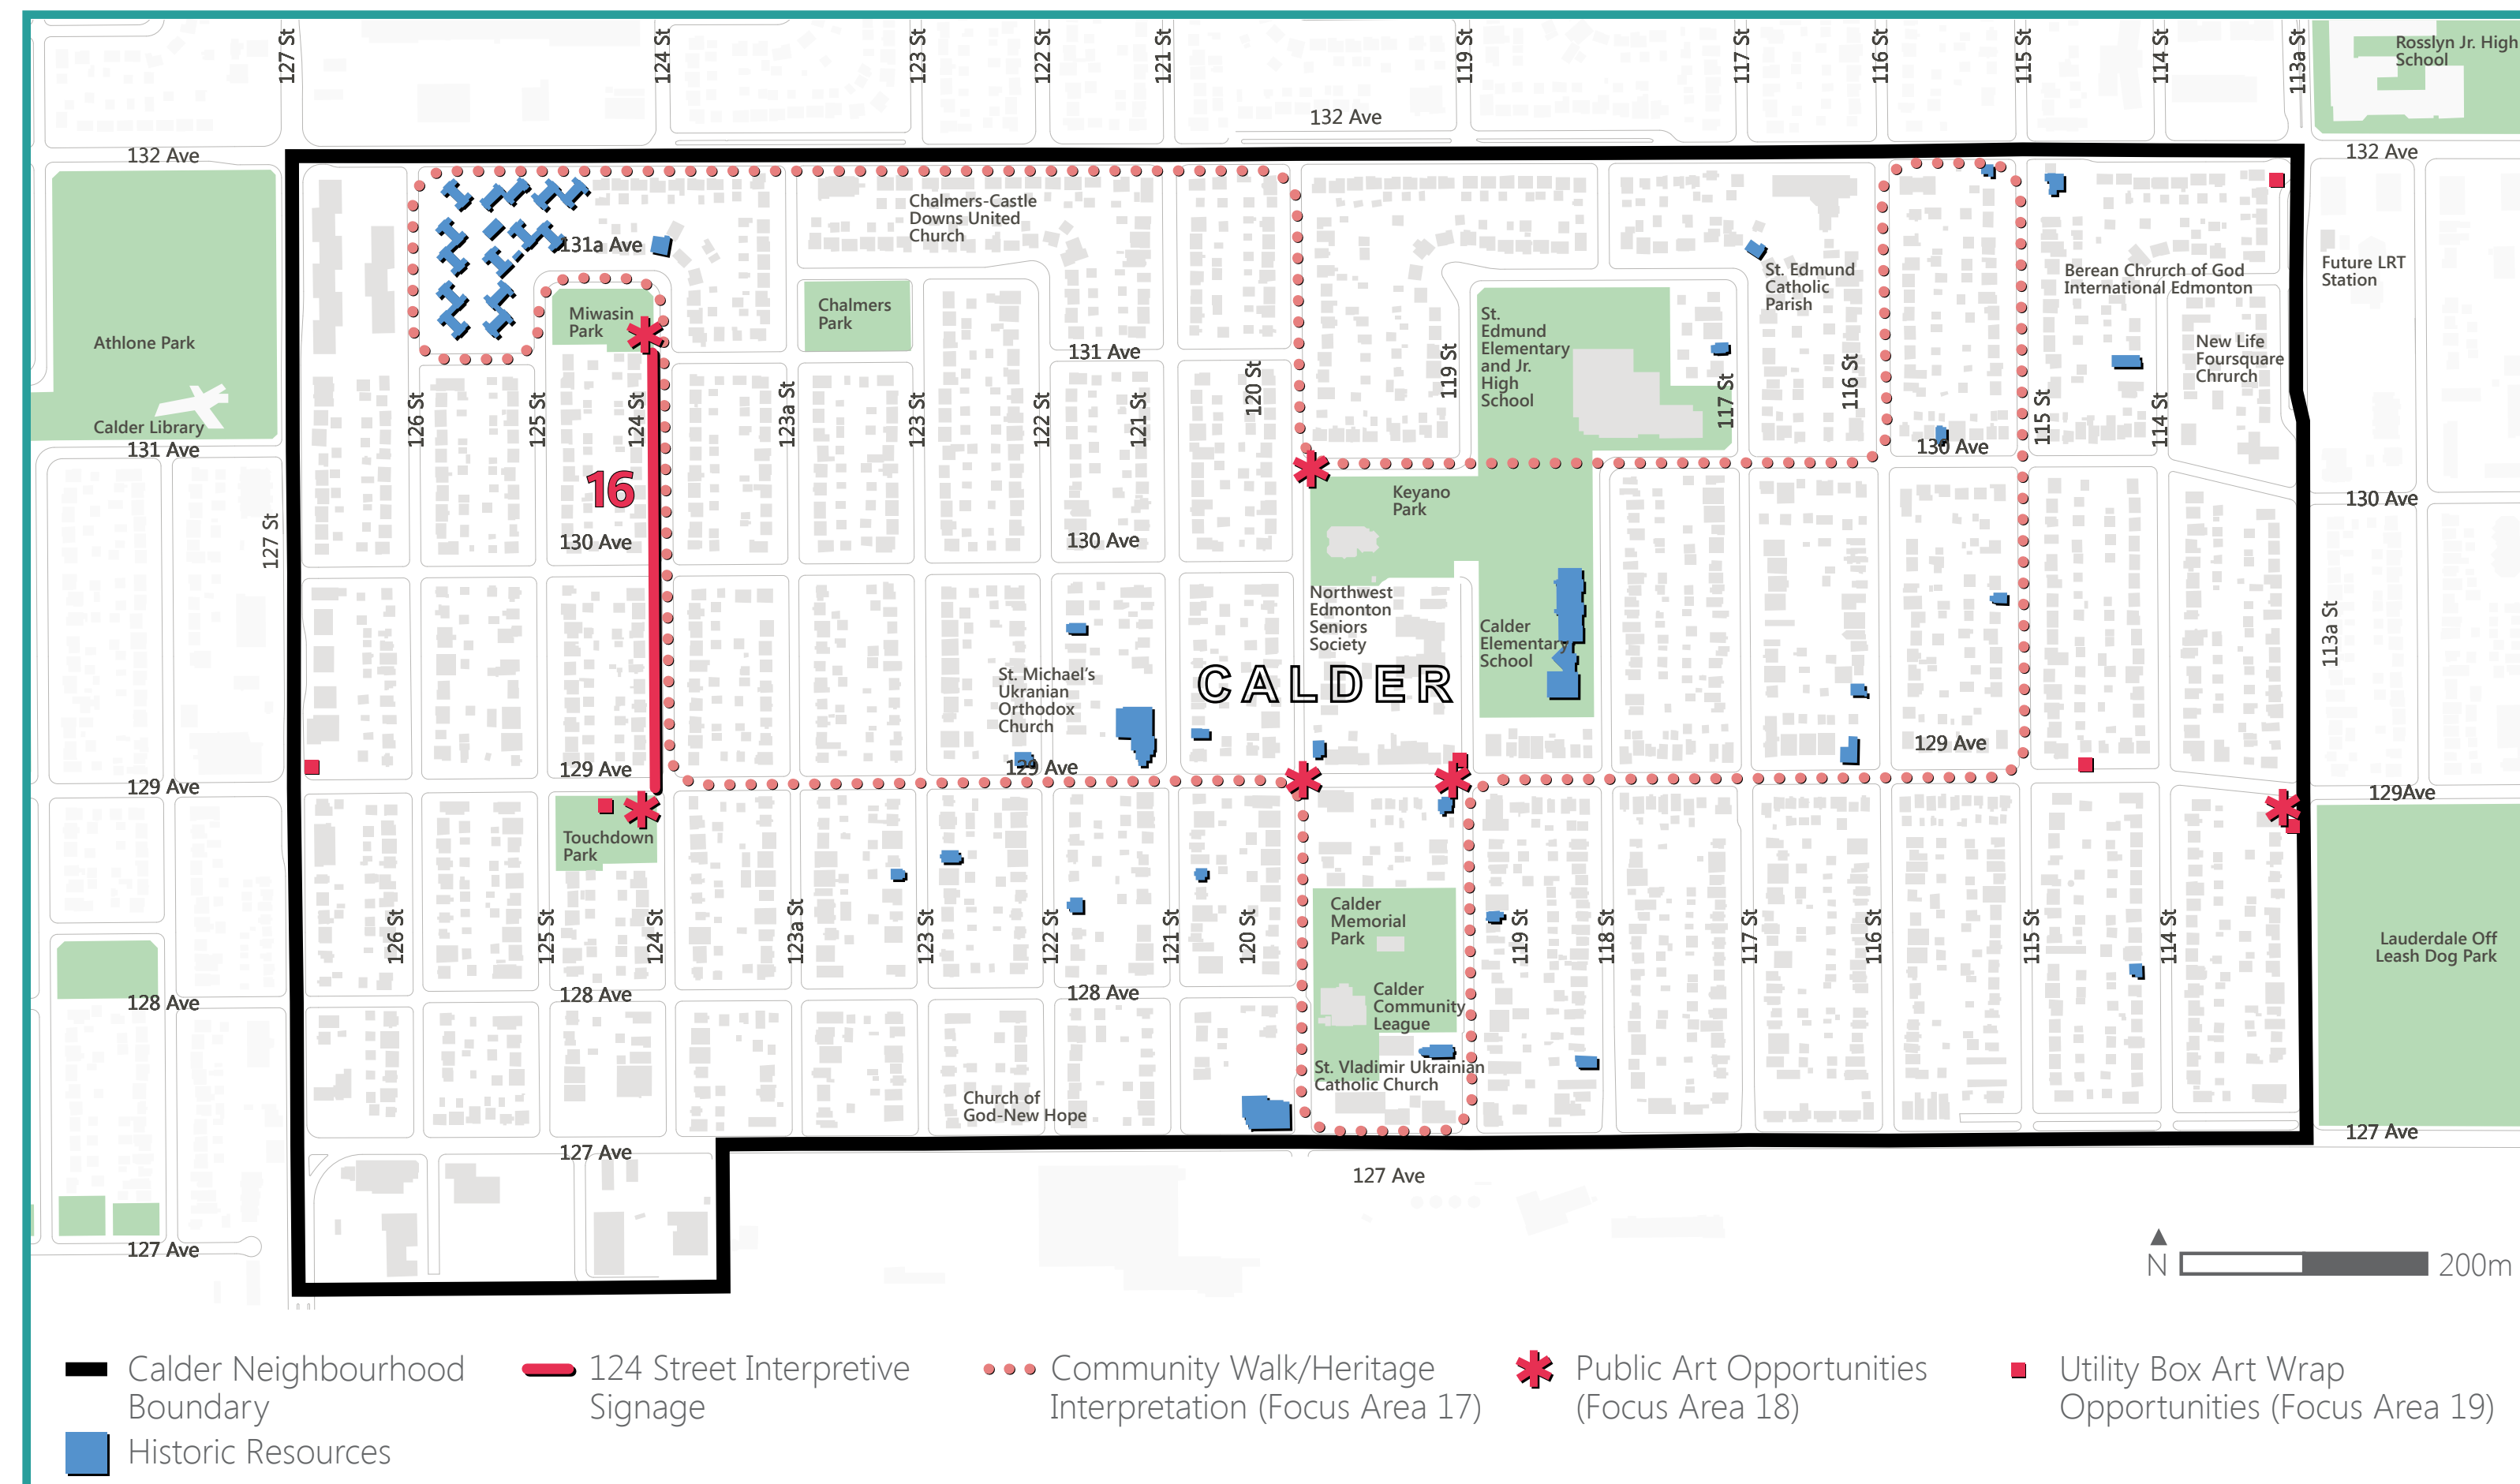 127 St
124 St
123 St
122 St
121 St
119 St
117 St
116 St
115 St
114 St
113a St
Rosslyn Jr. High
School
132 Ave
132 Ave
132 Ave
Chalmers-Castle
Downs United
Church
131a Ave
St. Edmund
Catholic
Parish
Berean Chruch of God
International Edmonton
Future LRT
Station
Miwasin
Park
Chalmers
Park
St.
Edmund
Elementary
and Jr.
High
School
Athlone Park
131 Ave
New Life
Foursquare
Chruch
Calder Library
131 Ave
126 St
125 St
124 St
123a St
123 St
122 St
121 St
120 St
119 St
117 St
116 St
115 St
114 St
130 Ave
16
Keyano
Park
130 Ave
127 St
130 Ave
130 Ave
Northwest
Edmonton
Seniors
Society
Calder
Elementary
School
113a St
St. Michael's
Ukranian
Orthodox
Church
CALDER
129 Ave
129 Ave
129 Ave
129 Ave
129Ave
Touchdown
Park
126 St
125 St
124 St
123a St
123 St
122 St
121 St
120 St
Calder
Memorial
Park
119 St
118 St
117 St
116 St
115 St
114 St
Lauderdale Off
Leash Dog Park
128 Ave
128 Ave
128 Ave
Calder
Community
League
St. Vladimir Ukrainian
Catholic Church
Church of
God-New Hope
127 Ave
127 Ave
127 Ave
127 Ave
N
200m
Calder Neighbourhood
Boundary
124 Street Interpretive
Signage
Community Walk/Heritage
Interpretation (Focus Area 17)
Public Art Opportunities
(Focus Area 18)
Utility Box Art Wrap
Opportunities (Focus Area 19)
Historic Resources